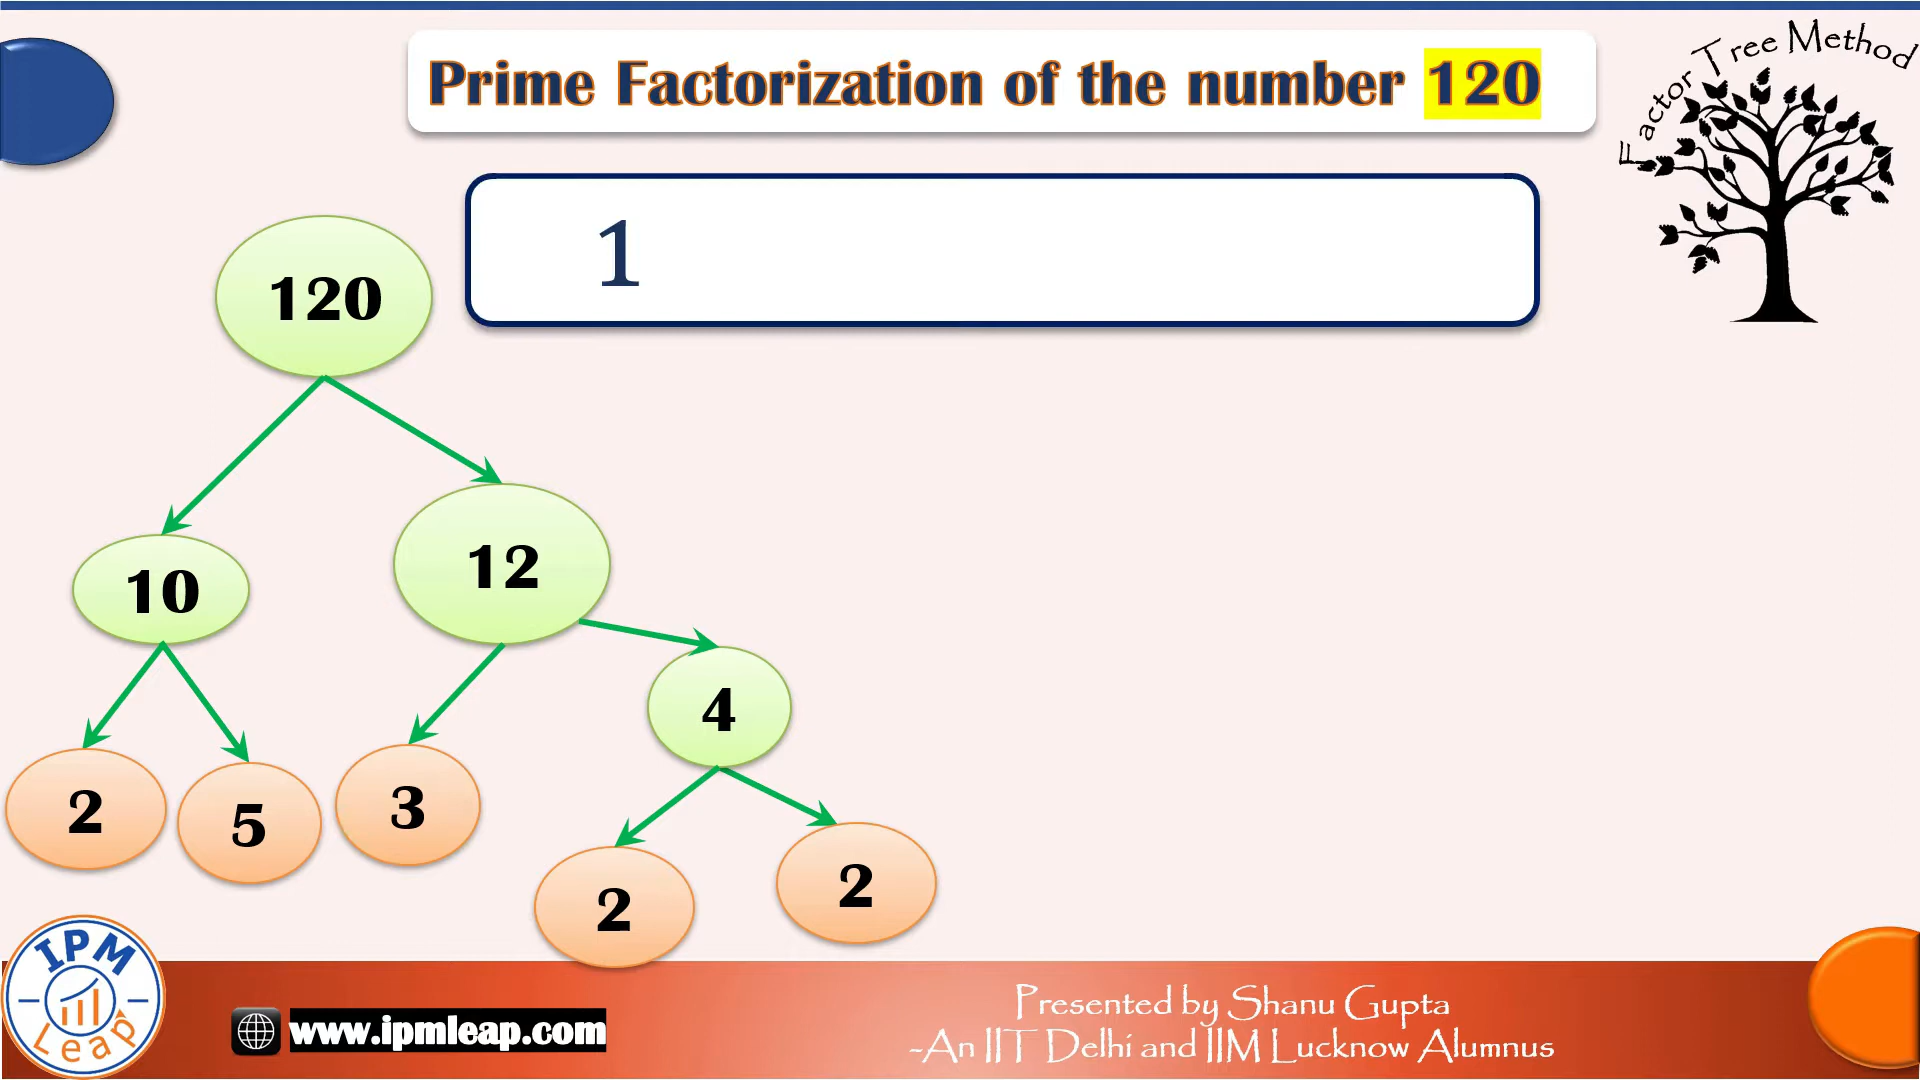 Prime Factorization of the number 120
Factor Tree Method
1
120
10
12
4
2
5
3
2
2
IPM
Leap
www.ipmleap.com
Presented by Shanu Gupta
-An IIT Delhi and IIM Lucknow Alumnus